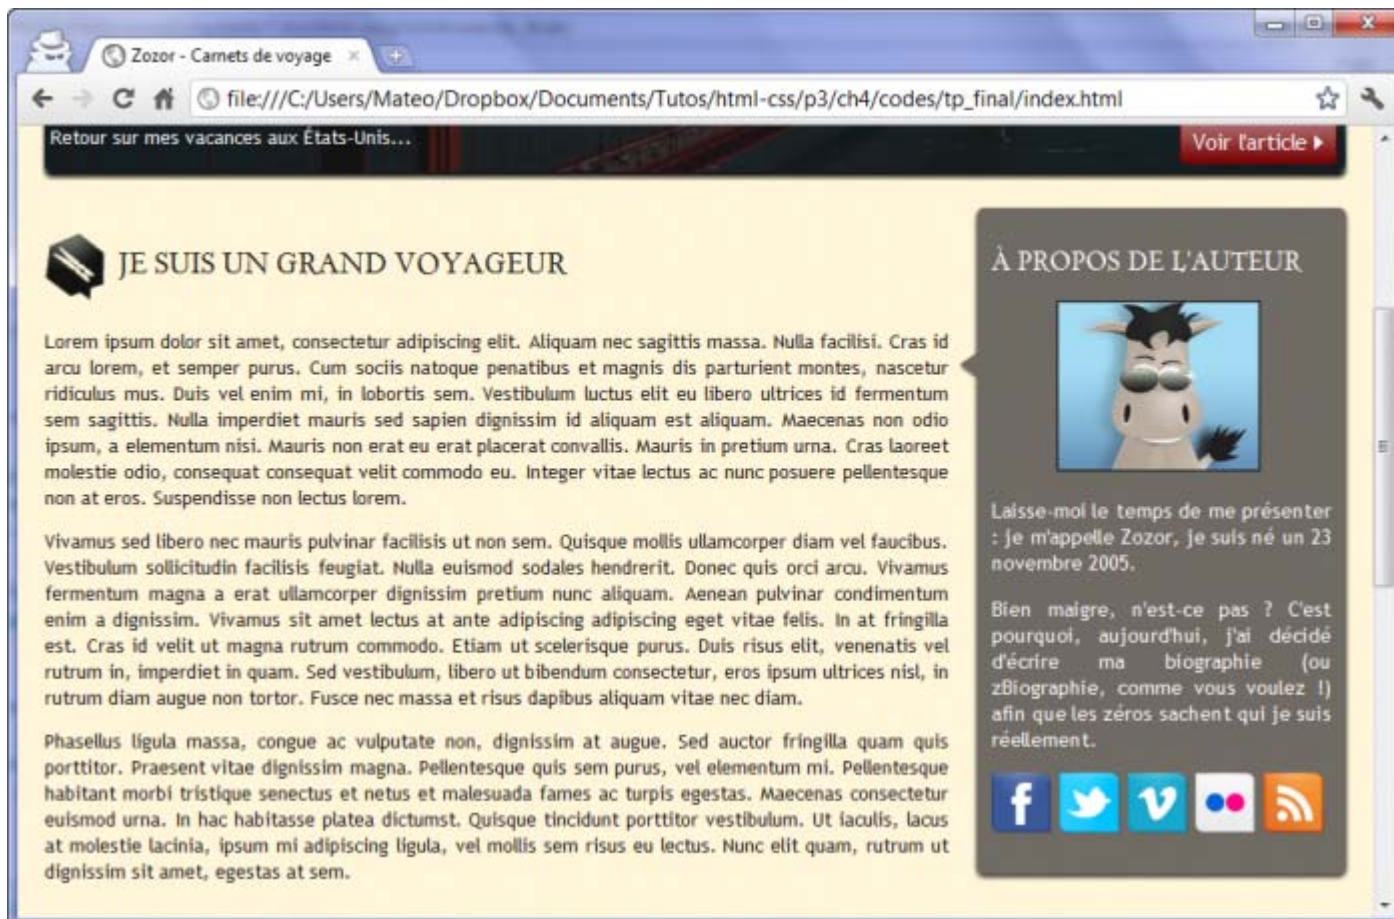 Zozor - Carnets de voyage
file:///C:/Users/Mateo/Dropbox/Documents/Tutos/html-css/p3/ch4/codes/tp_final/index.html
Retour sur mes vacances aux États-Unis...
Voir l'article
JE SUIS UN GRAND VOYAGEUR
Lorem ipsum dolor sit amet, consectetur adipiscing elit. Aliquam nec sagittis massa. Nulla facilisi. Cras id
arcu lorem, et semper purus. Cum sociis natoque penatibus et magnis dis parturient montes, nascetur
ridiculus mus. Duis vel enim mi, in lobortis sem. Vestibulum luctus elit eu libero ultrices id fermentum
sem sagittis. Nulla imperdiet mauris sed sapien dignissim id aliquam est aliquam. Maecenas non odio
ipsum, a elementum nisi. Mauris non erat eu erat placerat convallis. Mauris in pretium urna. Cras laoreet
molestie odio, consequat consequat velit commodo eu. Integer vitae lectus ac nunc posuere pellentesque
non at eros. Suspendisse non lectus lorem.
Vivamus sed libero nec mauris pulvinar facilisis ut non sem. Quisque mollis ullamcorper diam vel faucibus.
Vestibulum sollicitudin facilisis feugiat. Nulla euismod sodales hendrerit. Donec quis orci arcu. Vivamus
fermentum magna a erat ullamcorper dignissim pretium nunc aliquam. Aenean pulvinar condimentum
enim a dignissim. Vivamus sit amet lectus at ante adipiscing adipiscing eget vitae felis. In at fringilla
est. Cras id velit ut magna rutrum commodo. Etiam ut scelerisque purus. Duis risus elit, venenatis vel
rutrum in, imperdiet in quam. Sed vestibulum, libero ut bibendum consectetur, eros ipsum ultrices nisl, in
rutrum diam augue non tortor. Fusce nec massa et risus dapibus aliquam vitae nec diam.
Phasellus ligula massa, congue ac vulputate non, dignissim at augue. Sed auctor fringilla quam quis
porttitor. Praesent vitae dignissim magna. Pellentesque quis sem purus, vel elementum mi. Pellentesque
habitant morbi tristique senectus et netus et malesuada fames ac turpis egestas. Maecenas consectetur
euismod urna. In hac habitasse platea dictumst. Quisque tincidunt porttitor vestibulum. Ut iaculis, lacus
at molestie lacinia, ipsum mi adipiscing ligula, vel mollis sem risus eu lectus. Nunc elit quam, rutrum ut
dignissim sit amet, egestas at sem.
À PROPOS DE L'AUTEUR
Laisse-moi le temps de me présenter
: je m'appelle Zozor, je suis né un 23
novembre 2005.
Bien maigre, n'est-ce pas ? C'est
pourquoi, aujourd'hui, j'ai décidé
d'écrire ma biographie (ou
zBiographie, comme vous voulez !)
afin que les zéros sachent qui je suis
réellement.